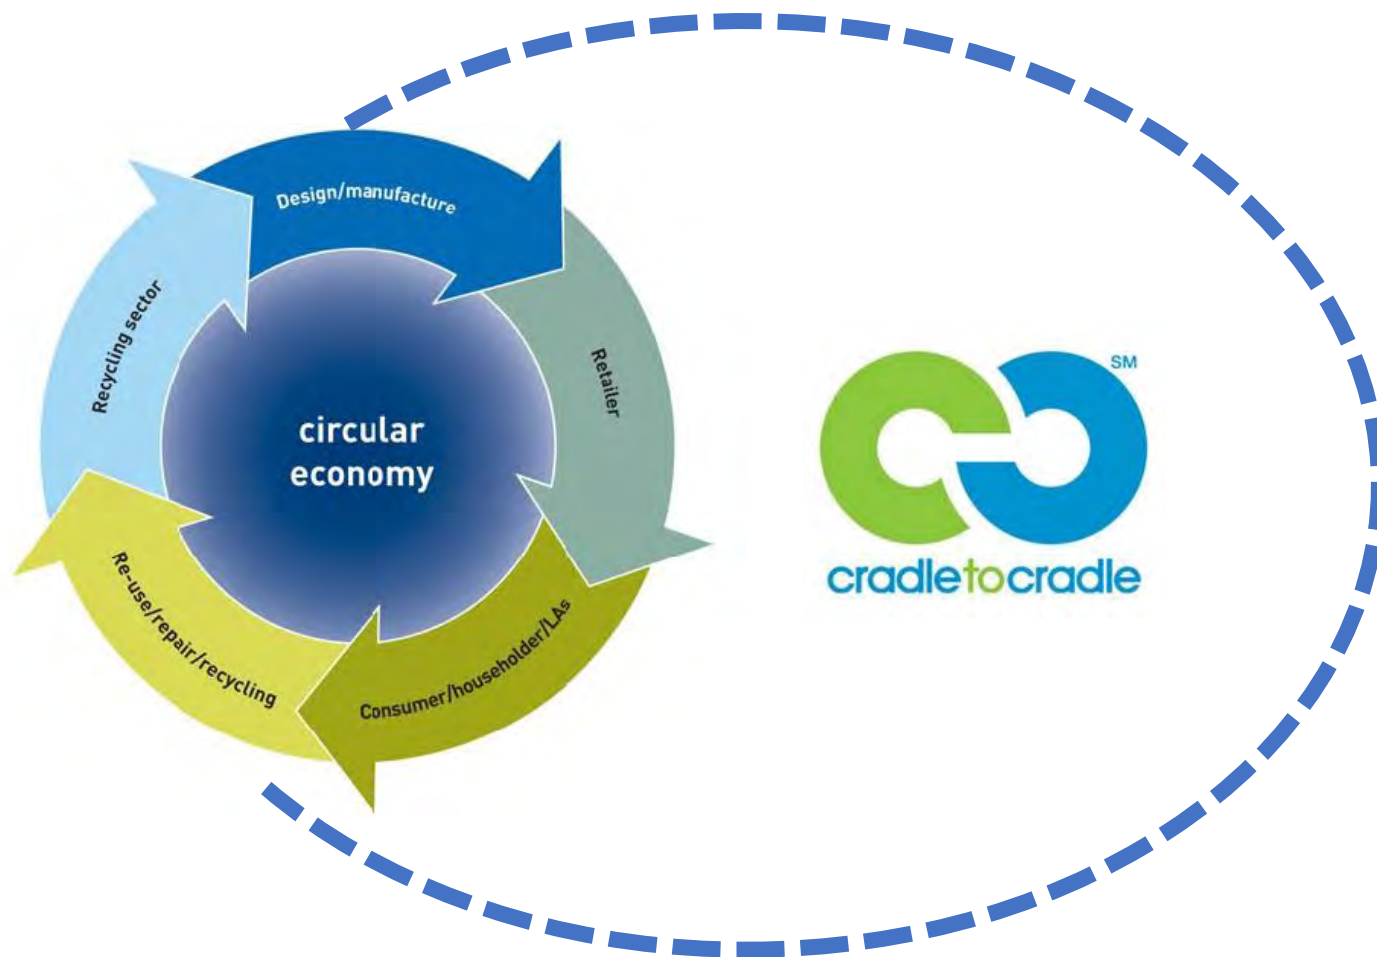 Design/manufacture
Retailer
Consumer/householder/LAs
Re-use/repair/recycling
Recycling sector
circular
economy
SM
cradletocradle